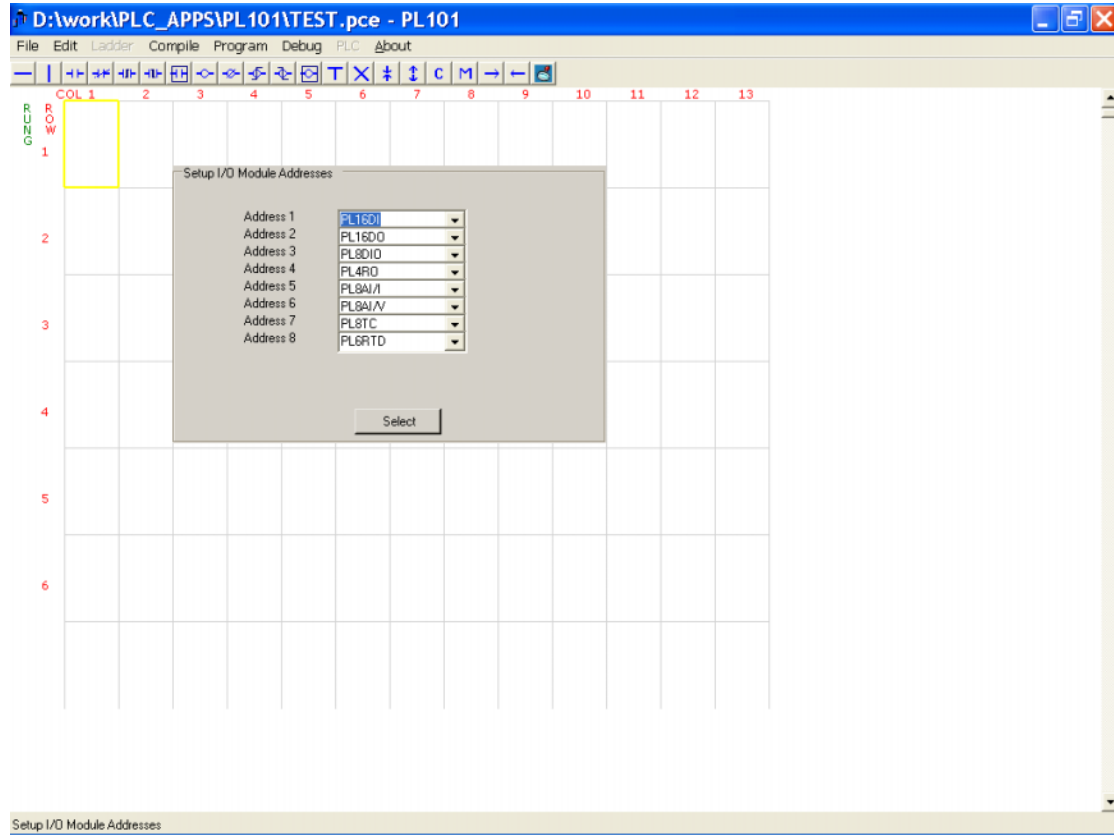 D:\work\PLC_APPS\PL101\TEST.pce - PL101
File Edit Ladder Compile Program Debug PLC About
T X C M
COL 1 2 3 4 5 6 7 8 9 10 11 12 13
RUNG
ROW
1
Setup I/O Module Addresses
Address 1 PL16DI
Address 2 PL16DO
Address 3 PL8DIO
Address 4 PL4RO
Address 5 PL8AI/I
Address 6 PL8AI/V
Address 7 PL8TC
Address 8 PL6RTD
2
3
Select
4
5
6
Setup I/O Module Addresses